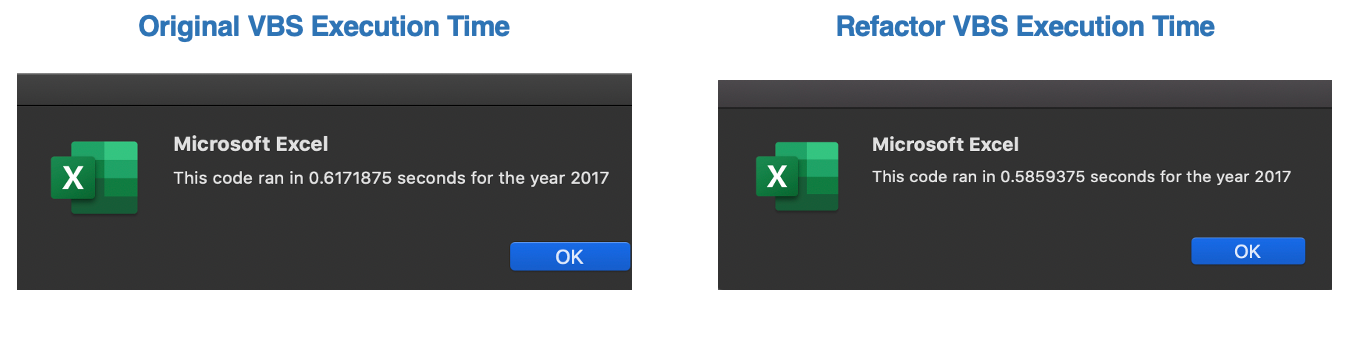 Original VBS Execution Time
Microsoft Excel
This code ran in 0.6171875 seconds for the year 2017
X
OK
Refactor VBS Execution Time
Microsoft Excel
This code ran in 0.5859375 seconds for the year 2017
X
OK